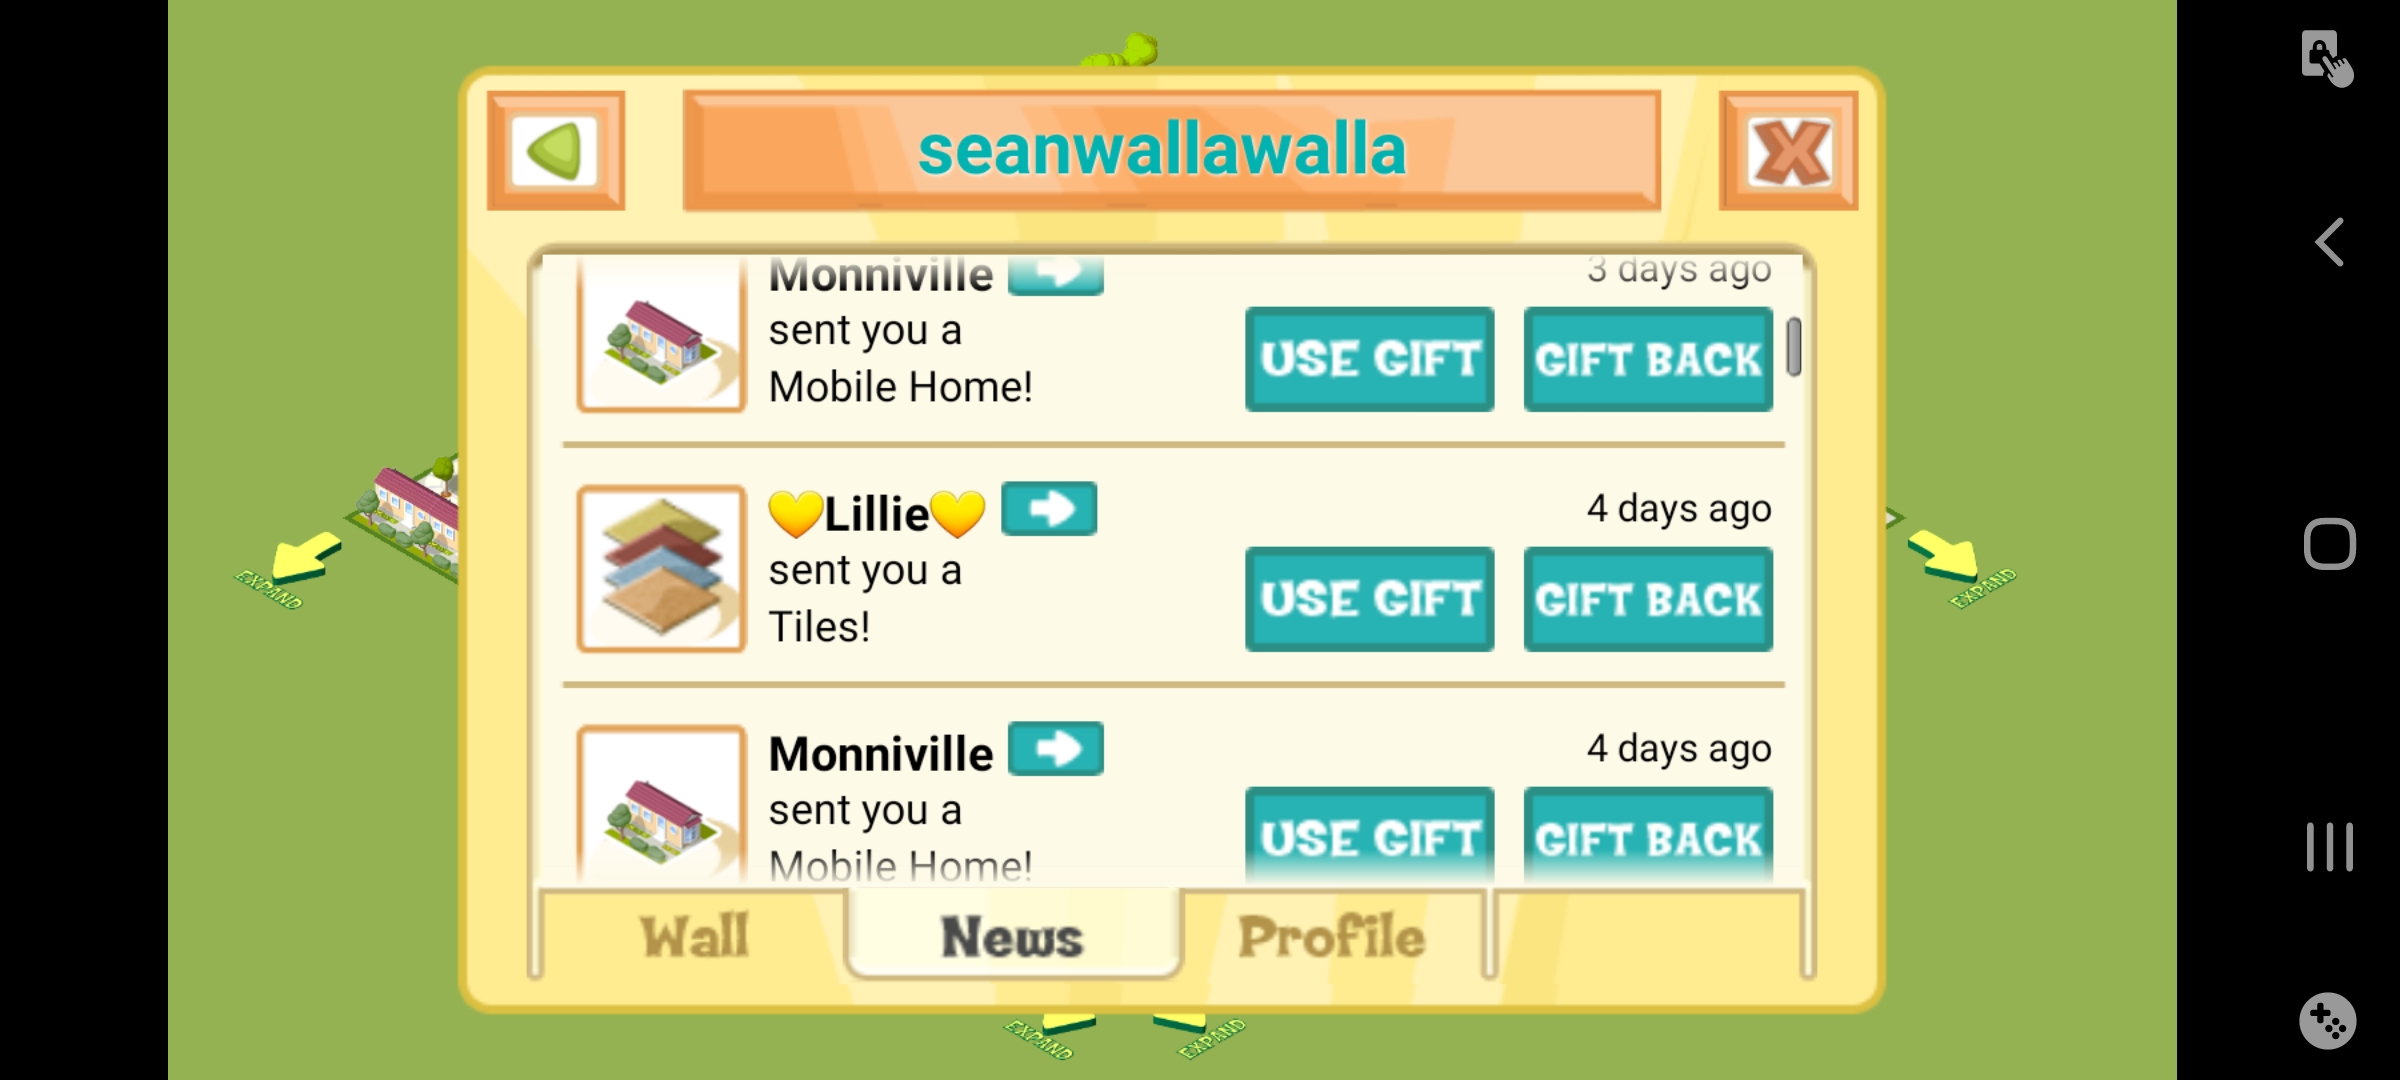 seanwallawalla
Monniville
3 days ago
sent you a
Mobile Home!
USE GIFT
GIFT BACK
💛Lillie💛
4 days ago
sent you a
Tiles!
USE GIFT
GIFT BACK
Monniville
4 days ago
sent you a
Mobile Home!
USE GIFT
GIFT BACK
Wall
News
Profile
EXPAND
EXPAND
EXPAND
EXPAND